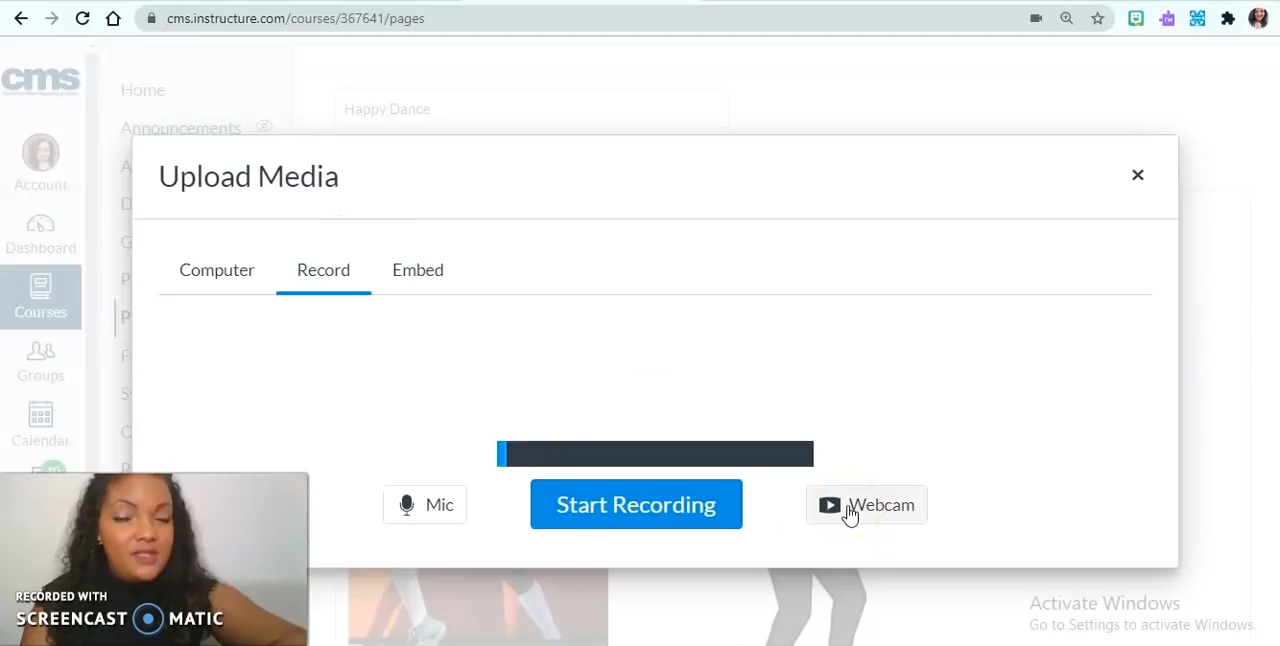 cms.instructure.com/courses/367641/pages
cms
Home
Happy Dance
Announcements
Upload Media
Account
Computer
Record
Embed
Dashboard
Courses
Groups
Calendar
Mic
Start Recording
Webcam
10
RECORDED WITH
SCREENCAST MATIC
Activate Windows
Go to Settings to activate Windows.